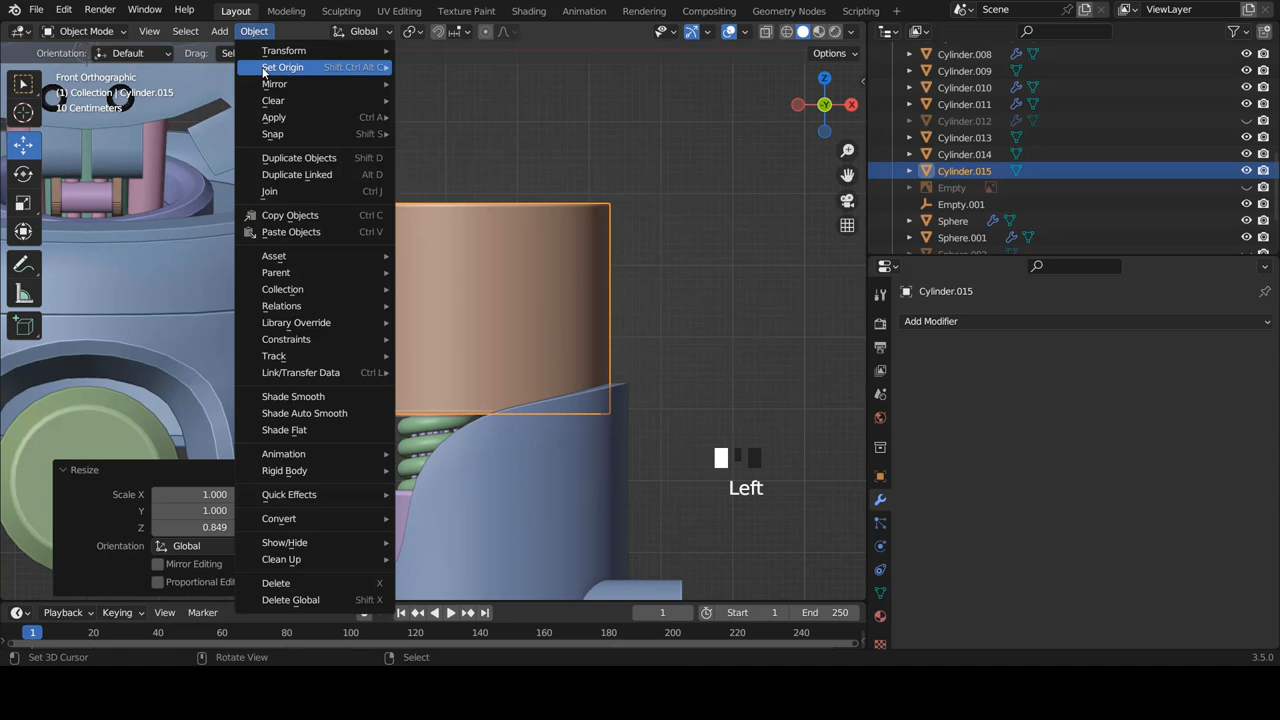 File Edit Render Window Help Layout Modeling Sculpting UV Editing Texture Paint Shading Animation Rendering Compositing Geometry Nodes Scripting + Scene ViewLayer
Object Mode View Select Add Object Global Options
Orientation: Default Drag: Sel
Front Orthographic
(1) Collection | Cylinder.015
10 Centimeters
Transform
Set Origin Shift Ctrl Alt C
Mirror
Clear
Apply Ctrl A
Snap Shift S
Duplicate Objects Shift D
Duplicate Linked Alt D
Join Ctrl J
Copy Objects Ctrl C
Paste Objects Ctrl V
Asset
Parent
Collection
Relations
Library Override
Constraints
Track
Link/Transfer Data Ctrl L
Shade Smooth
Shade Auto Smooth
Shade Flat
Animation
Rigid Body
Quick Effects
Convert
Show/Hide
Clean Up
Delete X
Delete Global Shift X
Z
Y
X
Left
Resize
Scale X 1.000
Y 1.000
Z 0.849
Orientation Global
Mirror Editing
Proportional Edit
Cylinder.008
Cylinder.009
Cylinder.010
Cylinder.011
Cylinder.012
Cylinder.013
Cylinder.014
Cylinder.015
Empty
Empty.001
Sphere
Sphere.001
Cylinder.015
Add Modifier
Playback Keying View Marker 1 Start 1 End 250
1 20 40 60 80 100 120 140 160 180 200 220 240
Set 3D Cursor Rotate View Select 3.5.0